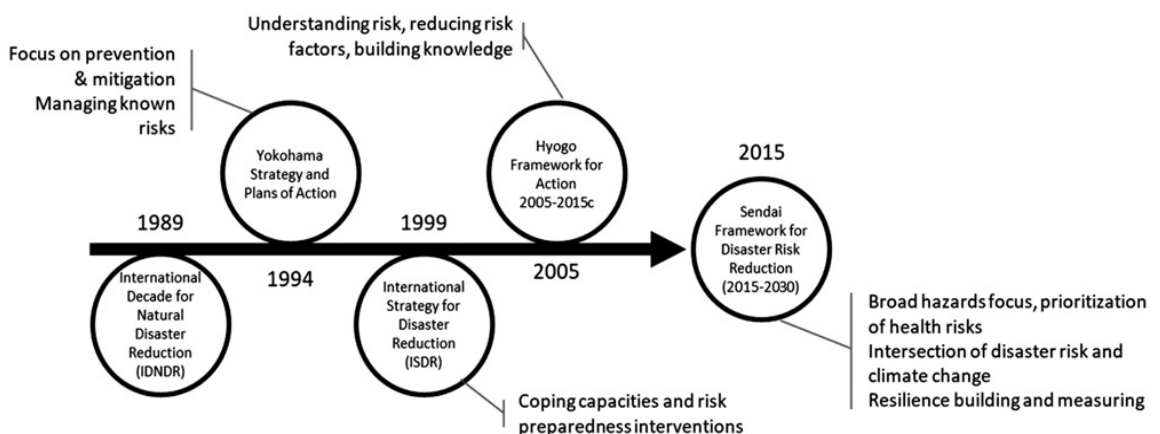 Understanding risk, reducing risk
factors, building knowledge
Focus on prevention
& mitigation
Managing known
risks
Yokohama
Strategy and
Plans of Action
Hyogo
Framework for
Action
2005-2015c
2015
Sendai
Framework for
Disaster Risk
Reduction
(2015-2030)
1989
1999
1994
2005
International
Decade for
Natural
Disaster
Reduction
(IDNDR)
International
Strategy for
Disaster
Reduction
(ISDR)
Broad hazards focus, prioritization
of health risks
Intersection of disaster risk and
climate change
Resilience building and measuring
Coping capacities and risk
preparedness interventions